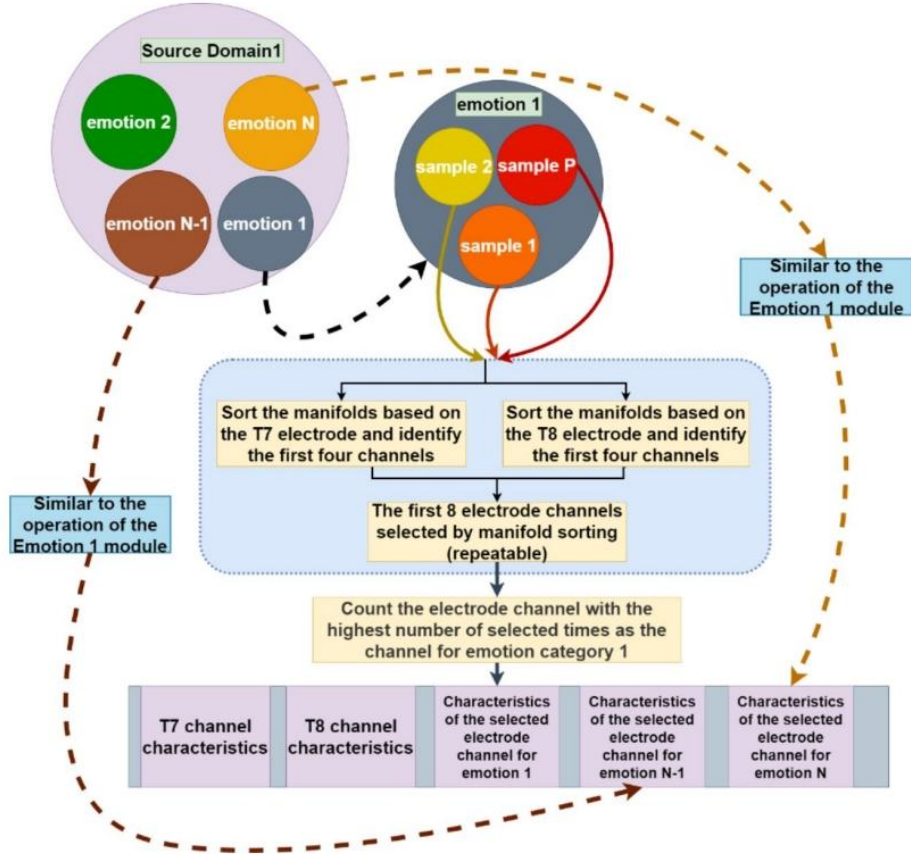 Source Domain1
emotion 2
emotion N
emotion N-1
emotion 1
emotion 1
sample 2
sample P
sample 1
Similar to the
operation of the
Emotion 1 module
Sort the manifolds based on
the T7 electrode and identify
the first four channels
Sort the manifolds based on
the T8 electrode and identify
the first four channels
The first 8 electrode channels
selected by manifold sorting
(repeatable)
Similar to the
operation of the
Emotion 1 module
Count the electrode channel with the
highest number of selected times as the
channel for emotion category 1
T7 channel
characteristics
T8 channel
characteristics
Characteristics
of the selected
electrode
channel for
emotion 1
Characteristics
of the selected
electrode
channel for
emotion N-1
Characteristics
of the selected
electrode
channel for
emotion N